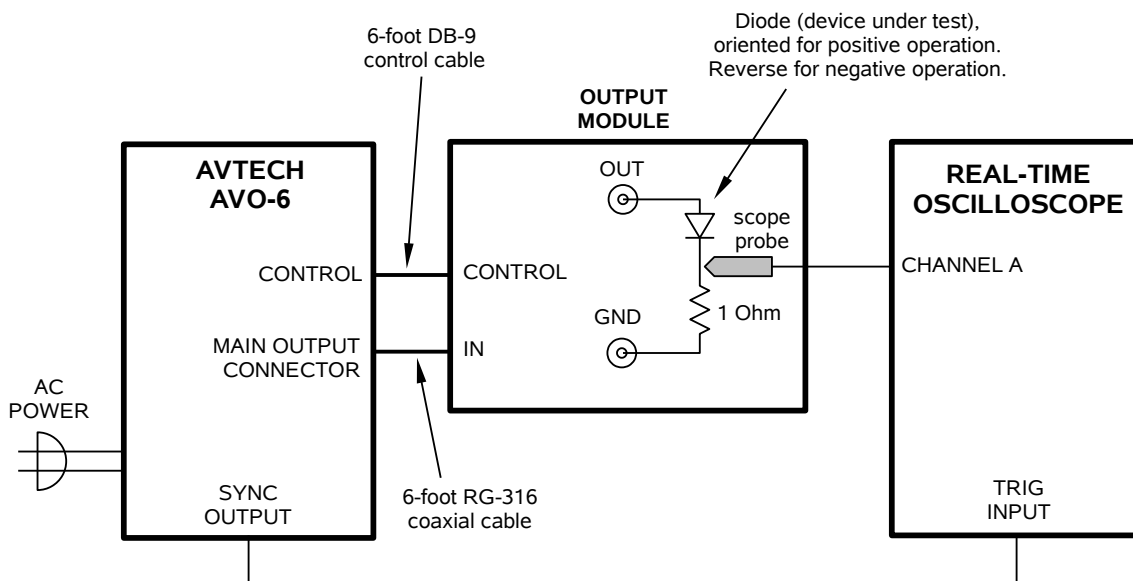 6-foot DB-9
control cable
Diode (device under test),
oriented for positive operation.
Reverse for negative operation.
OUTPUT
MODULE
AVTECH
AVO-6
OUT
scope
probe
REAL-TIME
OSCILLOSCOPE
CONTROL
CONTROL
CHANNEL A
1 Ohm
GND
MAIN OUTPUT
CONNECTOR
IN
AC
POWER
SYNC
OUTPUT
6-foot RG-316
coaxial cable
TRIG
INPUT